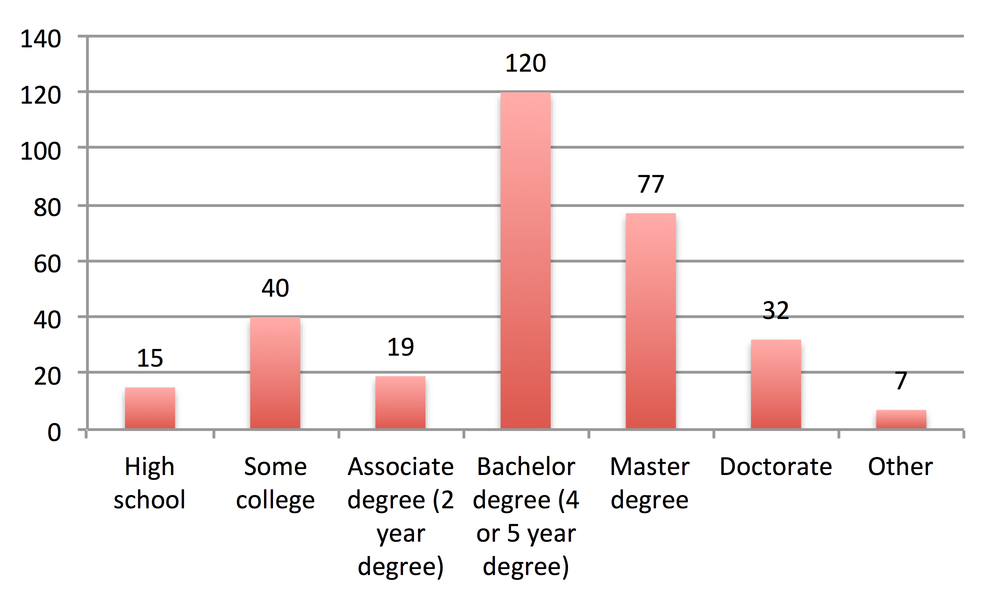 140
120
100
80
60
40
20
0
15
40
19
120
77
32
7
High
school
Some
college
Associate
degree (2
year
degree)
Bachelor
degree (4
or 5 year
degree)
Master
degree
Doctorate
Other